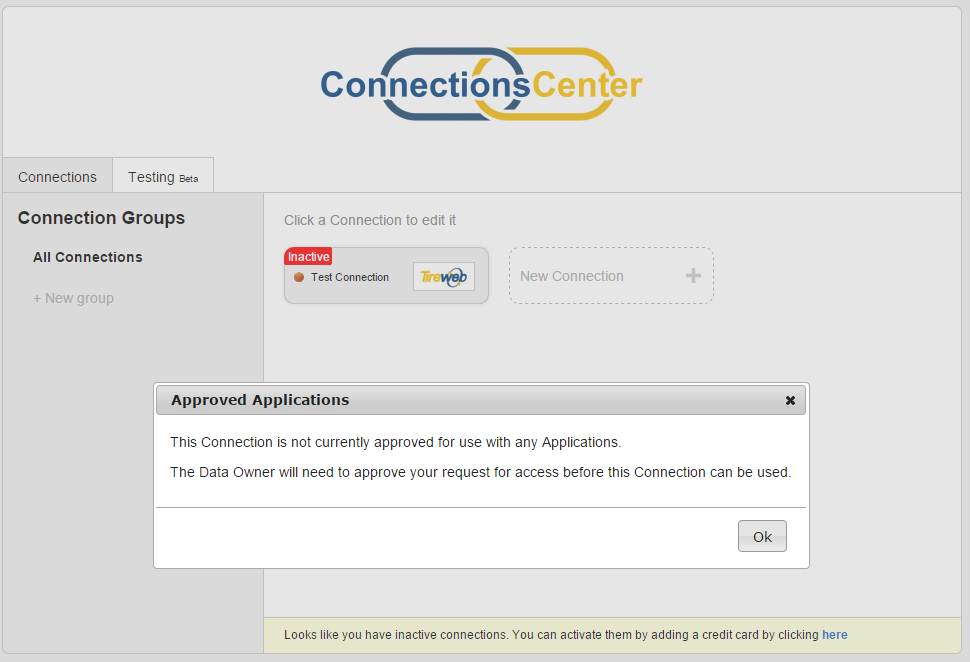 ConnectionsCenter
Connections
Testing Beta
Connection Groups
All Connections
+ New group
Click a Connection to edit it
Inactive
Test Connection
Tireweb
New Connection +
Approved Applications
This Connection is not currently approved for use with any Applications.
The Data Owner will need to approve your request for access before this Connection can be used.
Ok
Looks like you have inactive connections. You can activate them by adding a credit card by clicking here